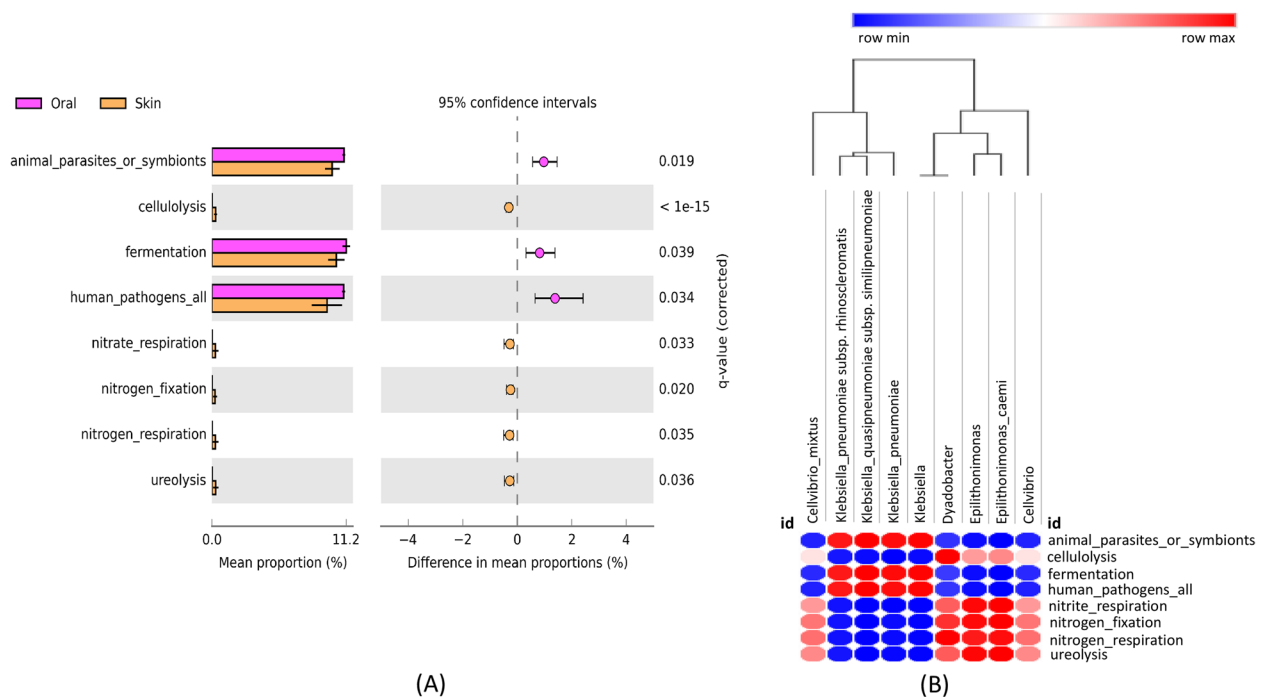 row min
row max
Oral
Skin
95% confidence intervals
animal_parasites_or_symbionts
0.019
cellulolysis
< 1e-15
fermentation
0.039
human_pathogens_all
0.034
nitrate_respiration
0.033
nitrogen_fixation
0.020
nitrogen_respiration
0.035
ureolysis
0.036
q-value (corrected)
0.0
11.2
Mean proportion (%)
−4
−2
0
2
4
Difference in mean proportions (%)
(A)
Cellvibrio_mixtus
Klebsiella_pneumoniae subsp. rhinoscleromatis
Klebsiella_quasipneumoniae subsp. similipneumoniae
Klebsiella_pneumoniae
Klebsiella
Dyadobacter
Epilithonimonas
Epilithonimonas_caemi
Cellvibrio
id
id
animal_parasites_or_symbionts
cellulolysis
fermentation
human_pathogens_all
nitrite_respiration
nitrogen_fixation
nitrogen_respiration
ureolysis
(B)